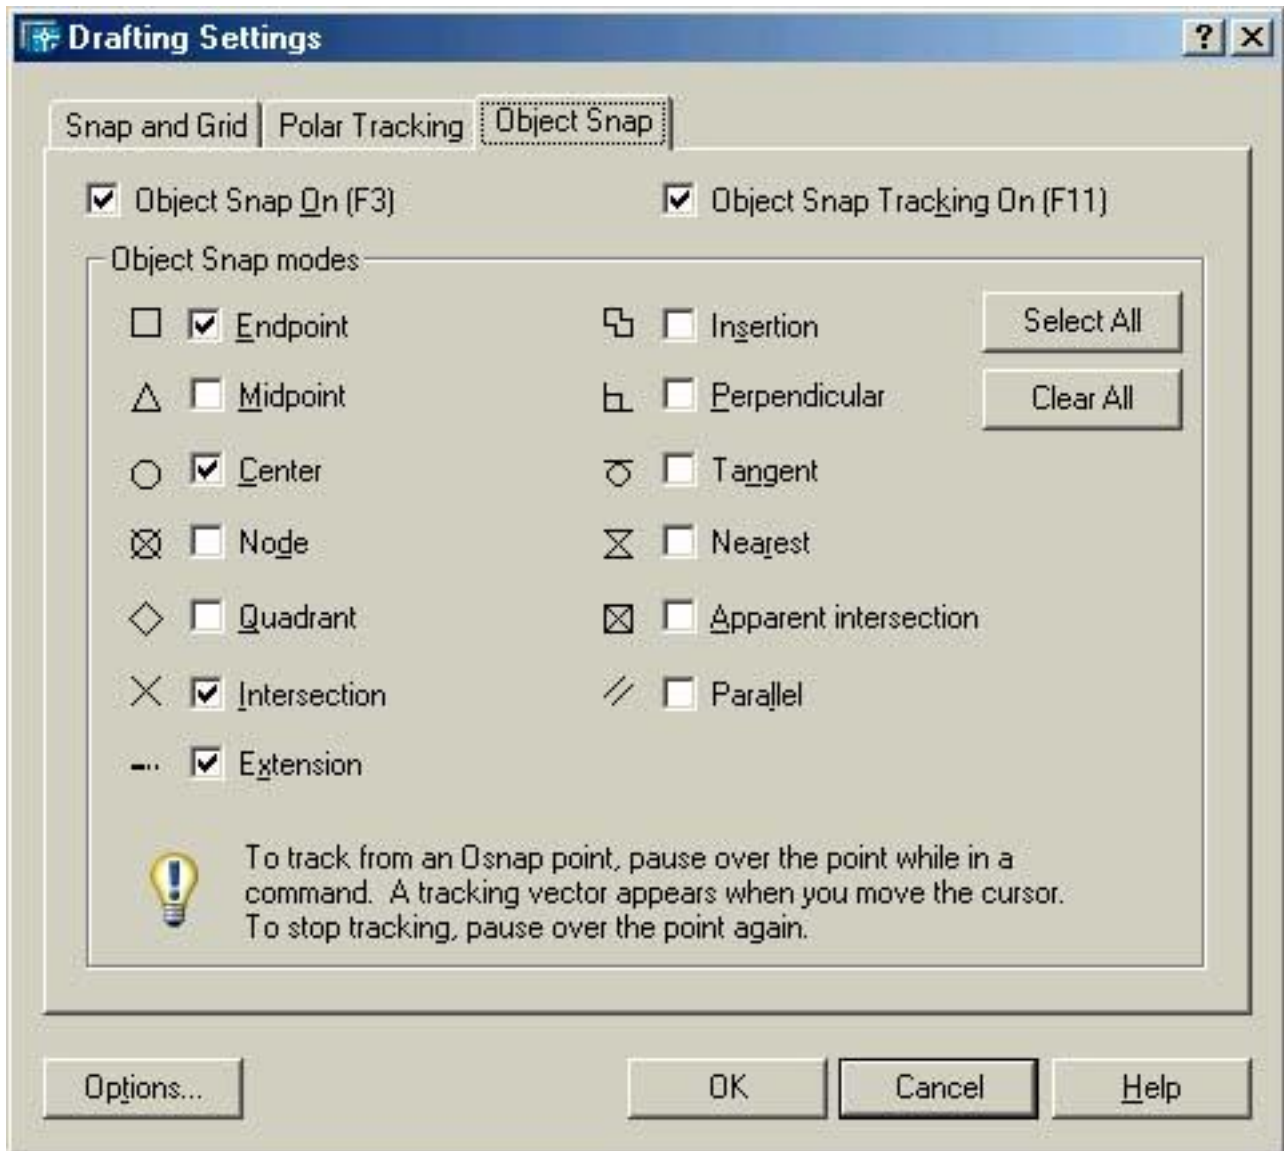 Drafting Settings
Snap and Grid
Polar Tracking
Object Snap
Object Snap On (F3)
Object Snap Tracking On (F11)
Object Snap modes
Endpoint
Midpoint
Center
Node
Quadrant
Intersection
Extension
Insertion
Perpendicular
Tangent
Nearest
Apparent intersection
Parallel
Select All
Clear All
To track from an Osnap point, pause over the point while in a
command. A tracking vector appears when you move the cursor.
To stop tracking, pause over the point again.
Options...
OK
Cancel
Help